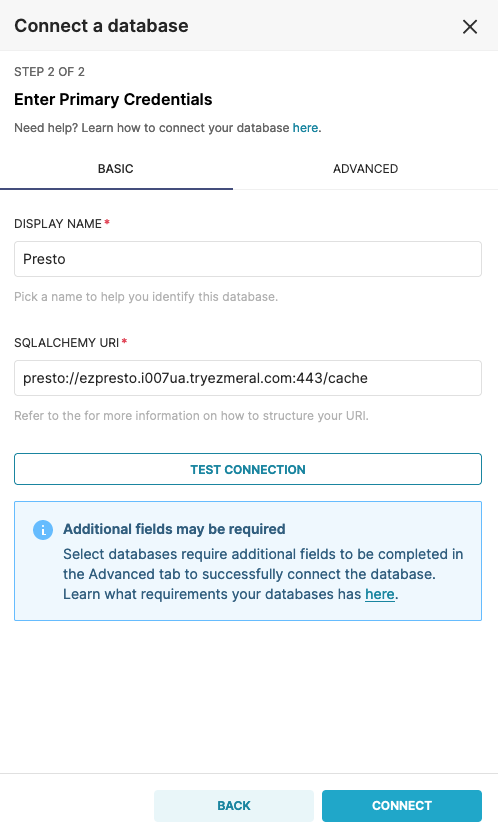 Connect a database
STEP 2 OF 2
Enter Primary Credentials
Need help? Learn how to connect your database here.
BASIC
ADVANCED
DISPLAY NAME*
Presto
Pick a name to help you identify this database.
SQLALCHEMY URI*
presto://ezpresto.i007ua.tryezmeral.com:443/cache
Refer to the for more information on how to structure your URI.
TEST CONNECTION
Additional fields may be required
Select databases require additional fields to be completed in
the Advanced tab to successfully connect the database.
Learn what requirements your databases has here.
BACK
CONNECT